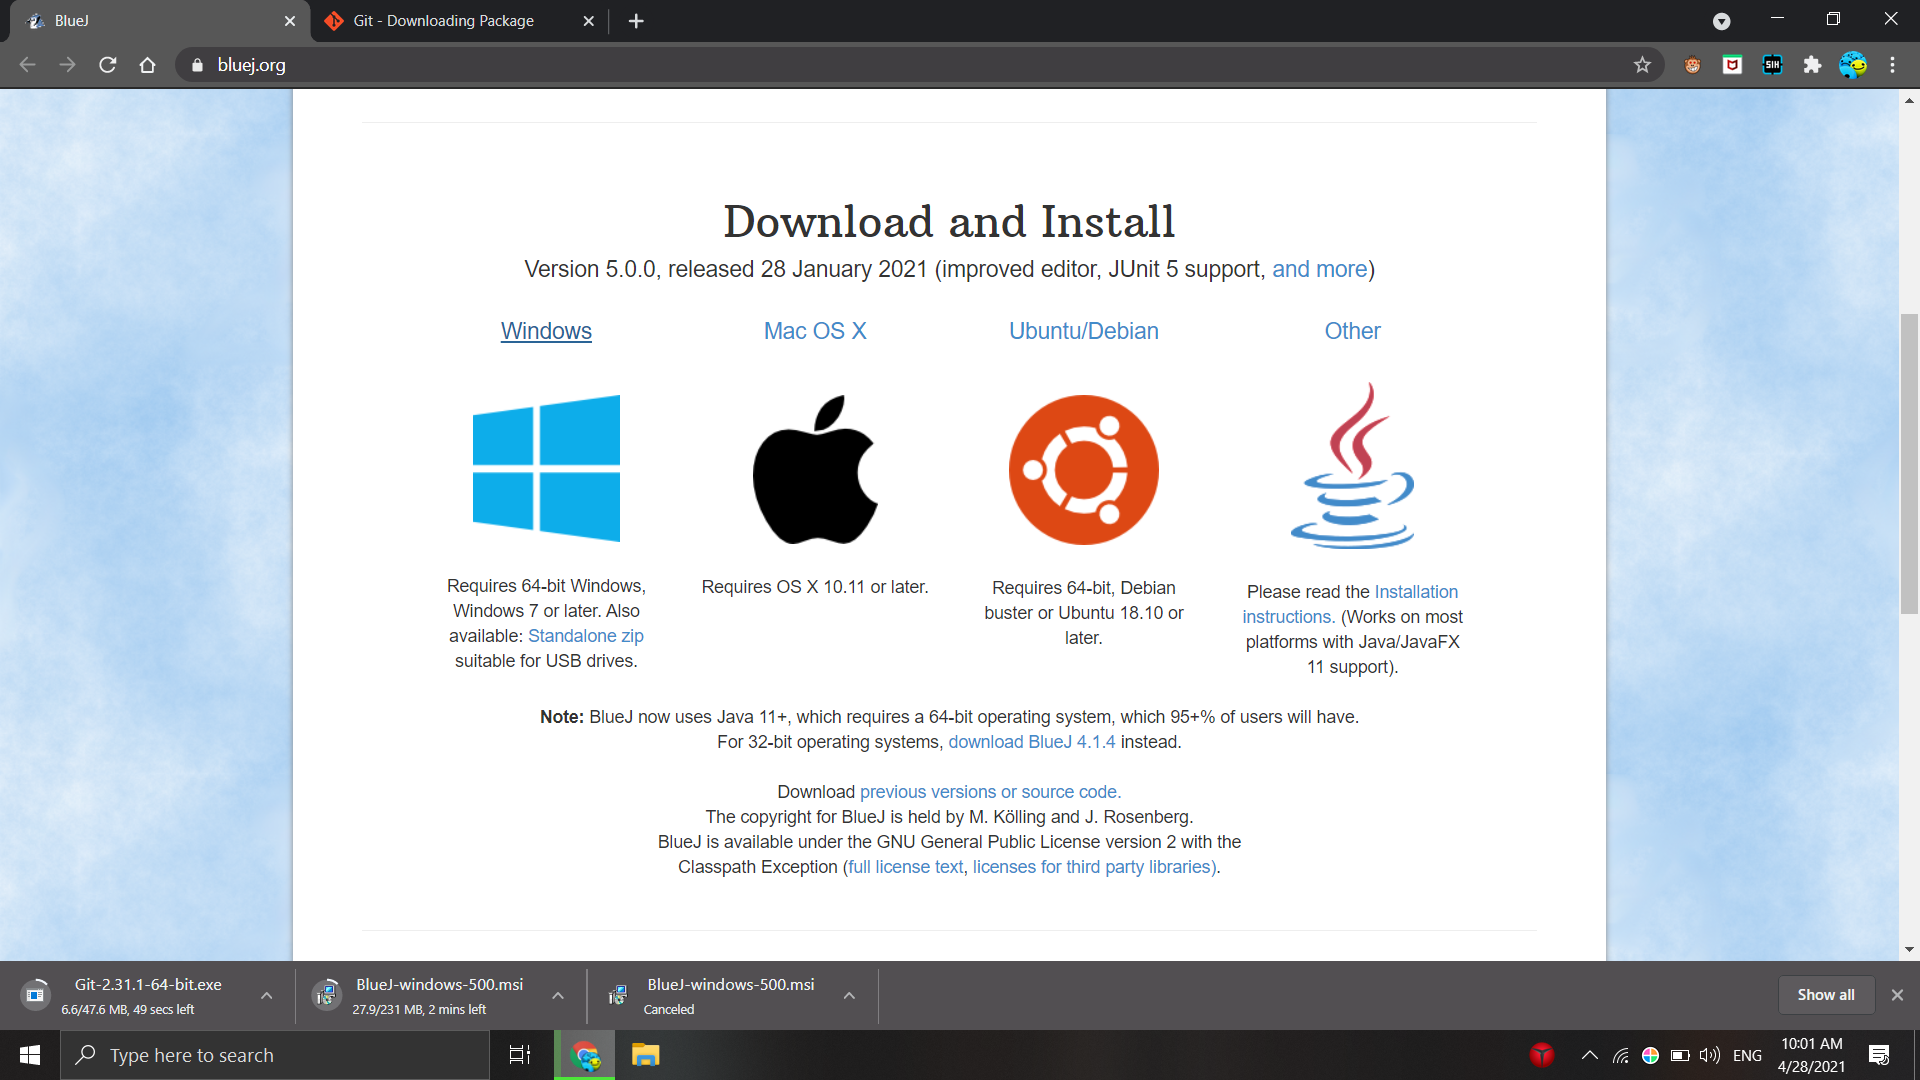 BlueJ
Git - Downloading Package
bluej.org
SIH
Download and Install
Version 5.0.0, released 28 January 2021 (improved editor, JUnit 5 support, and more)
Windows
Mac OS X
Ubuntu/Debian
Other
Requires 64-bit Windows,
Windows 7 or later. Also
available: Standalone zip
suitable for USB drives.
Requires OS X 10.11 or later.
Requires 64-bit, Debian
buster or Ubuntu 18.10 or
later.
Please read the Installation
instructions. (Works on most
platforms with Java/JavaFX
11 support).
Note: BlueJ now uses Java 11+, which requires a 64-bit operating system, which 95+% of users will have.
For 32-bit operating systems, download BlueJ 4.1.4 instead.
Download previous versions or source code.
The copyright for BlueJ is held by M. Kölling and J. Rosenberg.
BlueJ is available under the GNU General Public License version 2 with the
Classpath Exception (full license text, licenses for third party libraries).
Git-2.31.1-64-bit.exe
6.6/47.6 MB, 49 secs left
BlueJ-windows-500.msi
27.9/231 MB, 2 mins left
BlueJ-windows-500.msi
Canceled
Show all
Type here to search
ENG
10:01 AM
4/28/2021